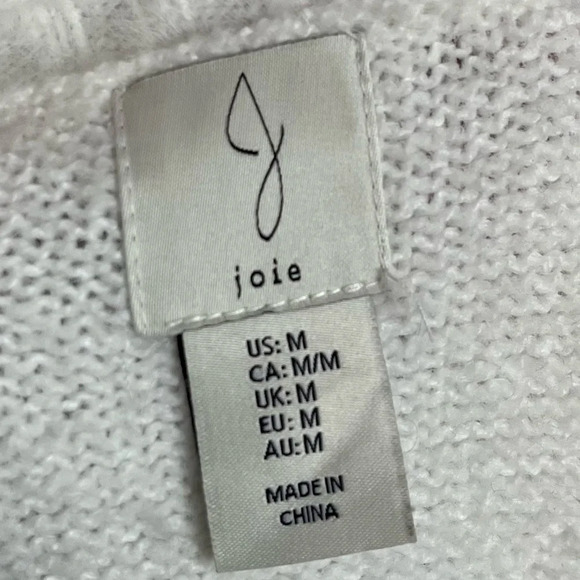 J
joie
US: M
CA: M/M
UK: M
EU: M
AU: M
MADE IN
CHINA